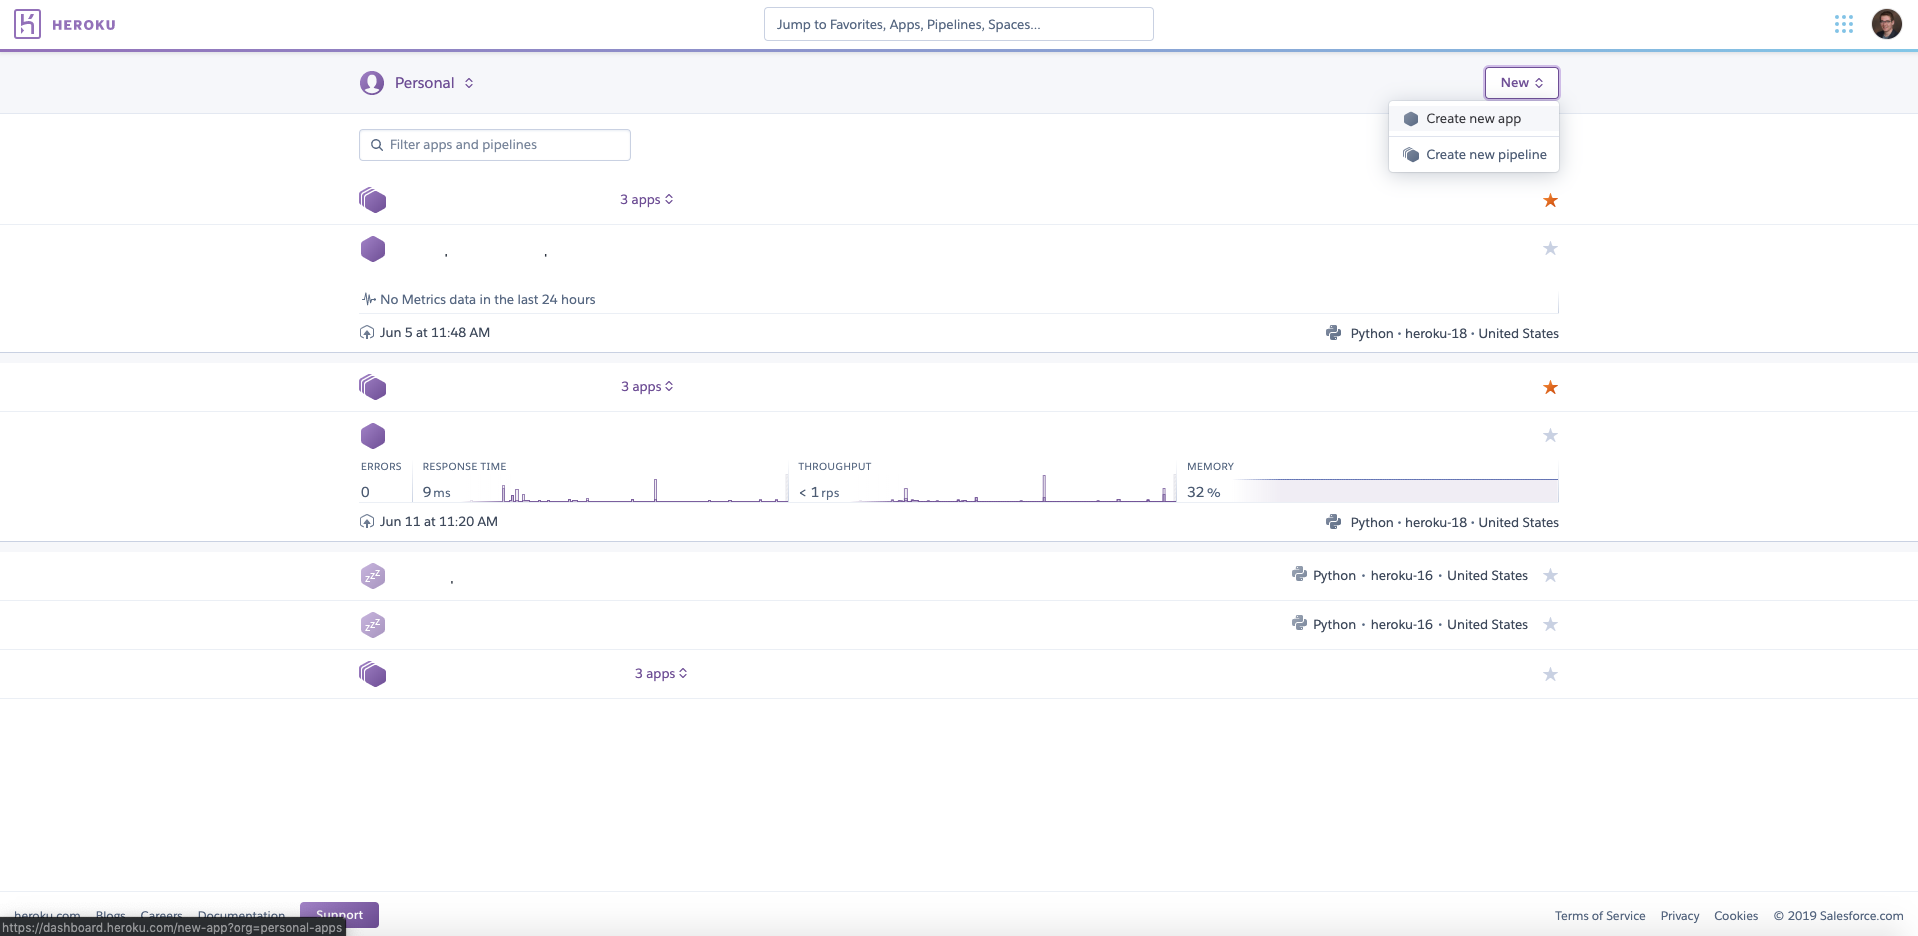 HEROKU
Jump to Favorites, Apps, Pipelines, Spaces...
Personal
New
Create new app
Filter apps and pipelines
Create new pipeline
3 apps
No Metrics data in the last 24 hours
Jun 5 at 11:48 AM
Python • heroku-18 • United States
3 apps
ERRORS
RESPONSE TIME
THROUGHPUT
MEMORY
0
9 ms
< 1 rps
32 %
Jun 11 at 11:20 AM
Python • heroku-18 • United States
zzz
Python • heroku-16 • United States
zzz
Python • heroku-16 • United States
3 apps
heroku.com
Blogs
Careers
Documentation
Support
Terms of Service
Privacy
Cookies
© 2019 Salesforce.com
https://dashboard.heroku.com/new-app?org=personal-apps